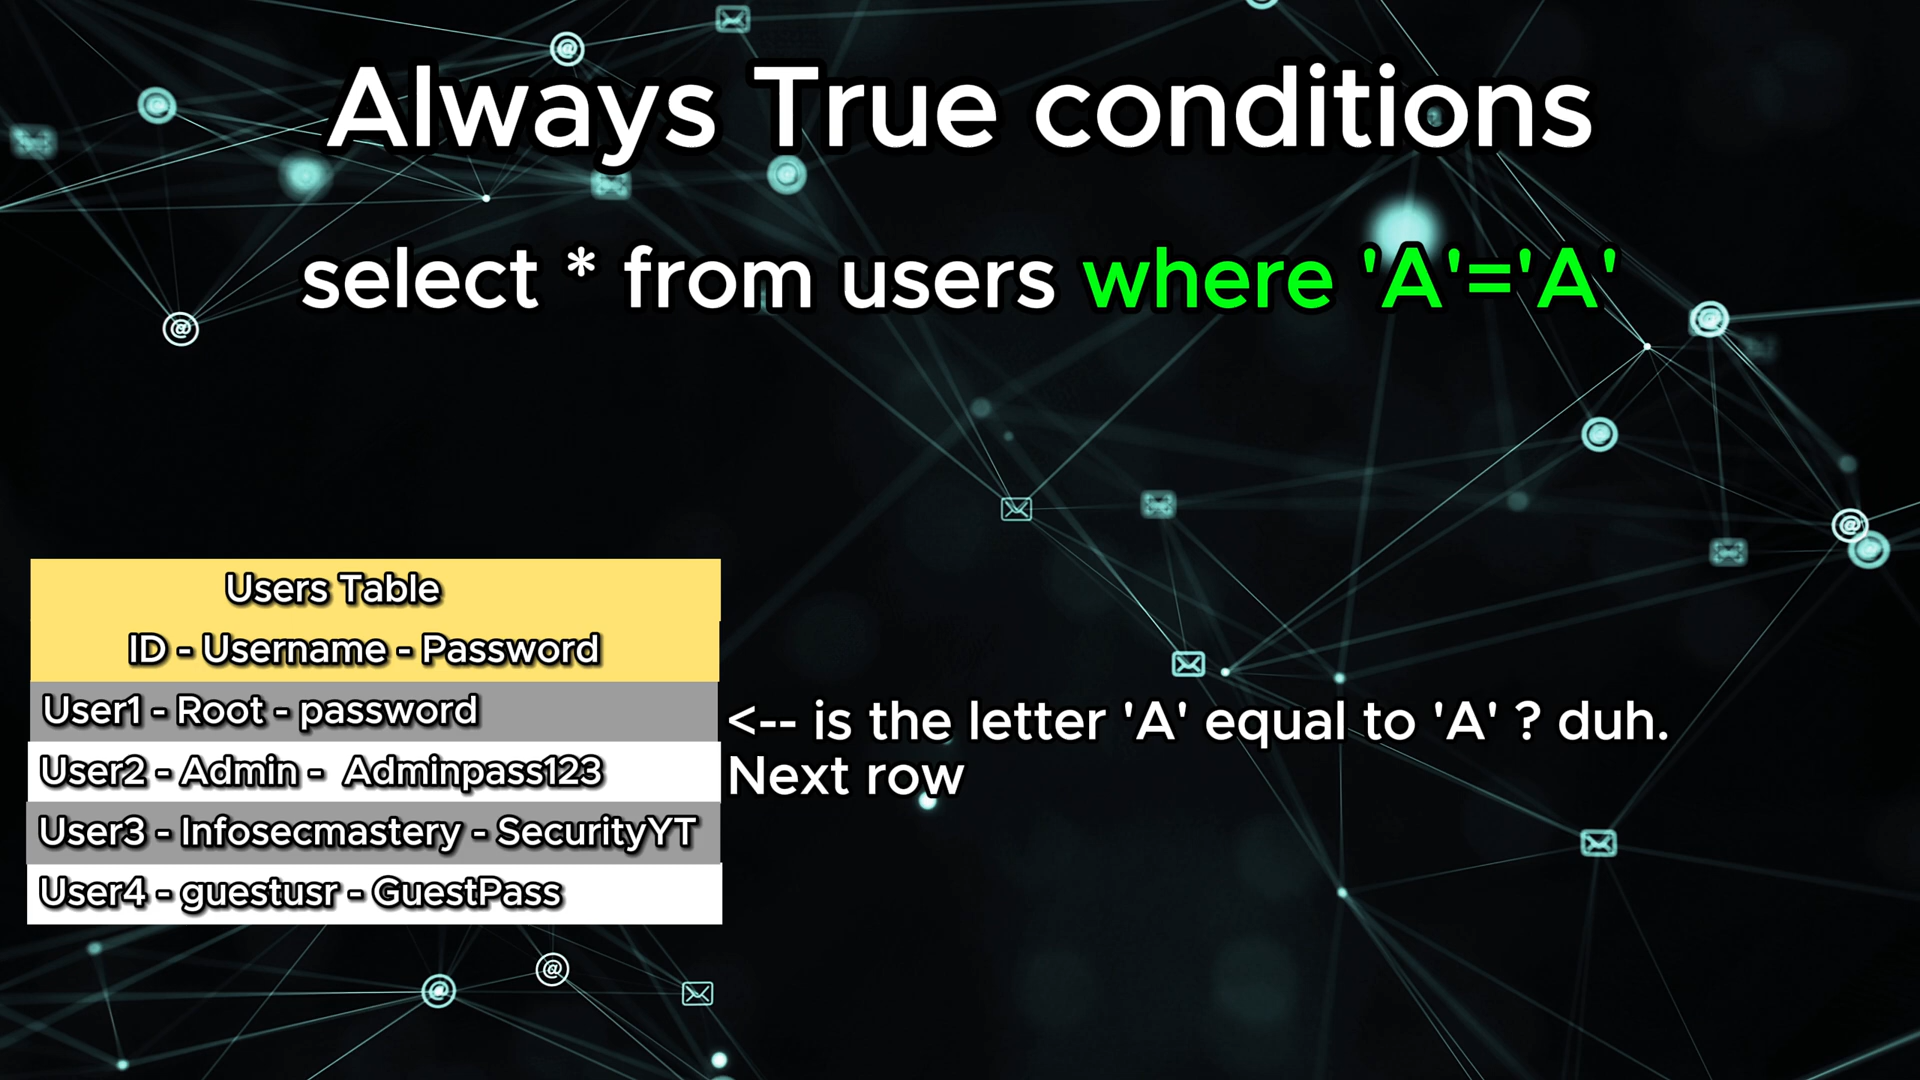 Always True conditions
select * from users where 'A'='A'
Users Table
ID - Username - Password
User1 - Root - password
User2 - Admin - Adminpass123
User3 - Infosecmastery - SecurityYT
User4 - guestusr - GuestPass
<-- is the letter 'A' equal to 'A' ? duh.
Next row